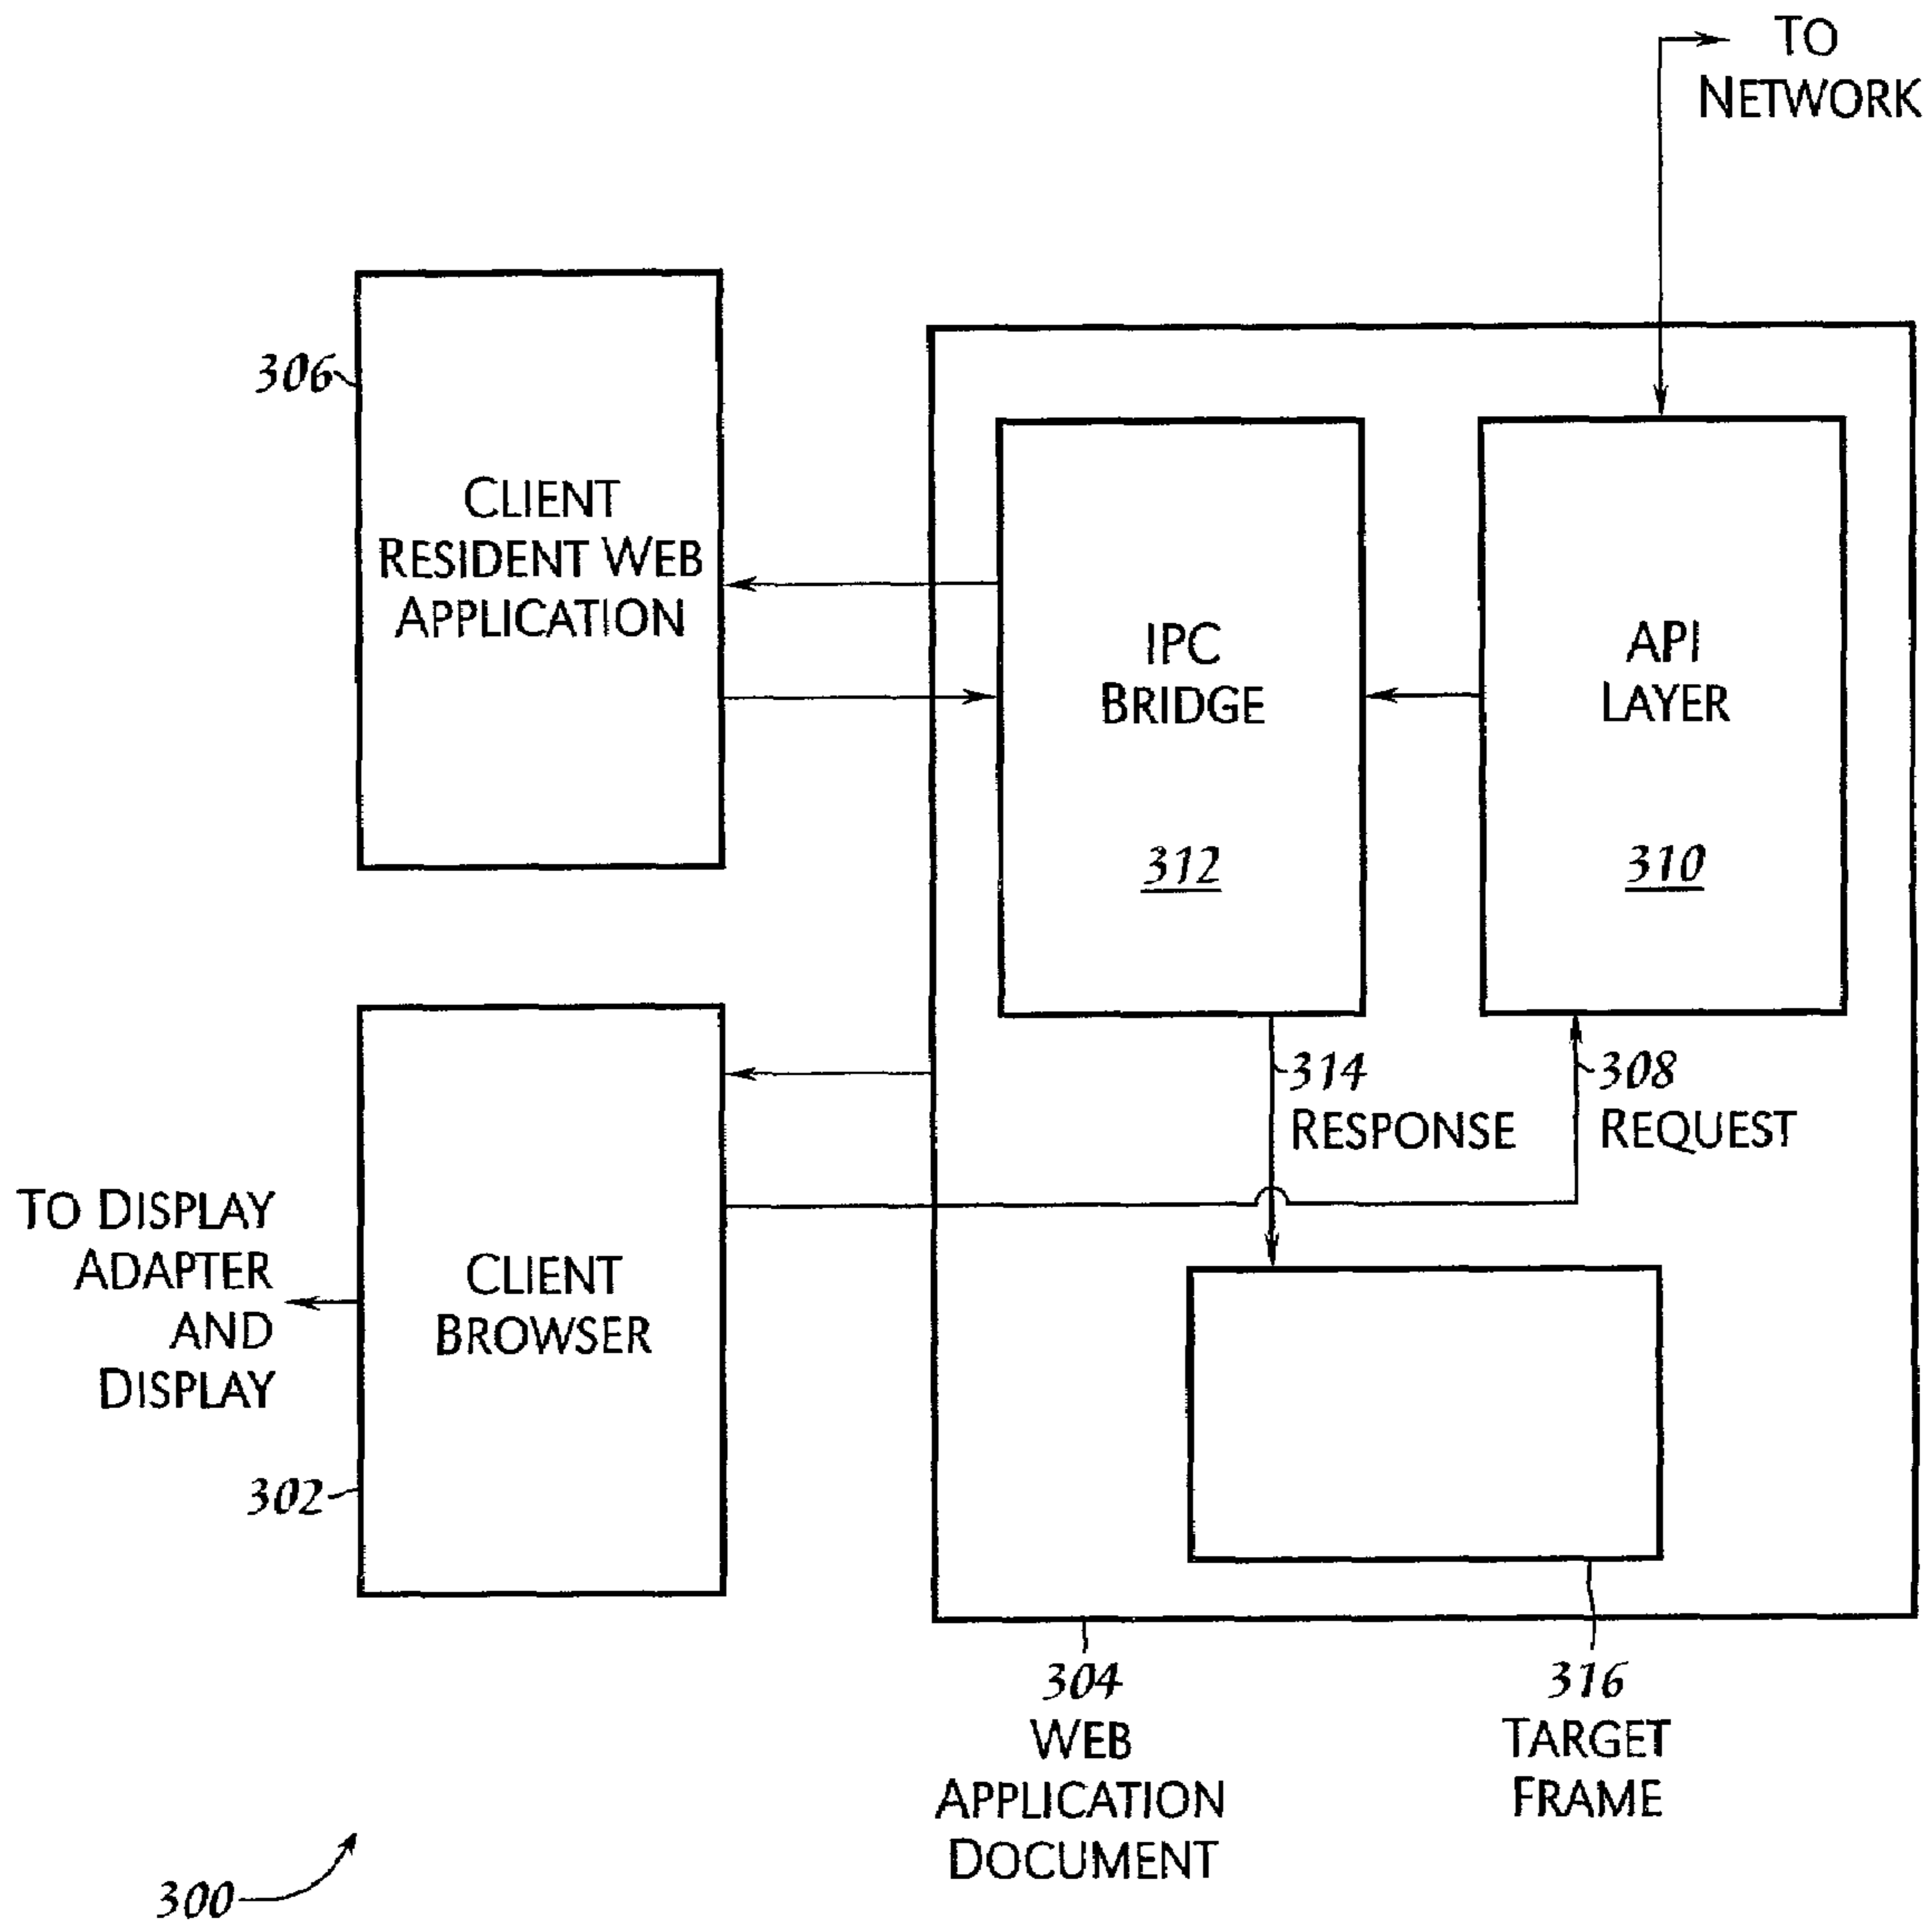 TO
NETWORK
306
CLIENT
RESIDENT WEB
APPLICATION
IPC
BRIDGE
312
API
LAYER
310
314
RESPONSE
308
REQUEST
TO DISPLAY
ADAPTER
AND
DISPLAY
CLIENT
BROWSER
302
304
WEB
APPLICATION
DOCUMENT
316
TARGET
FRAME
300